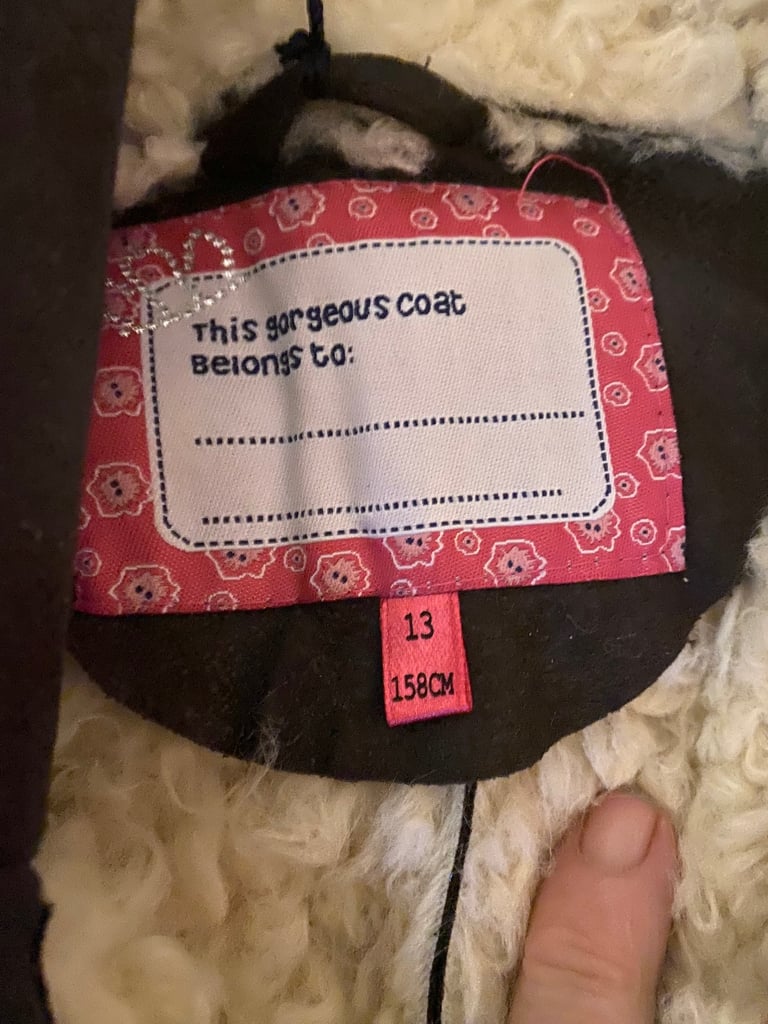 This gorgeous coat
Belongs to:
13
158CM